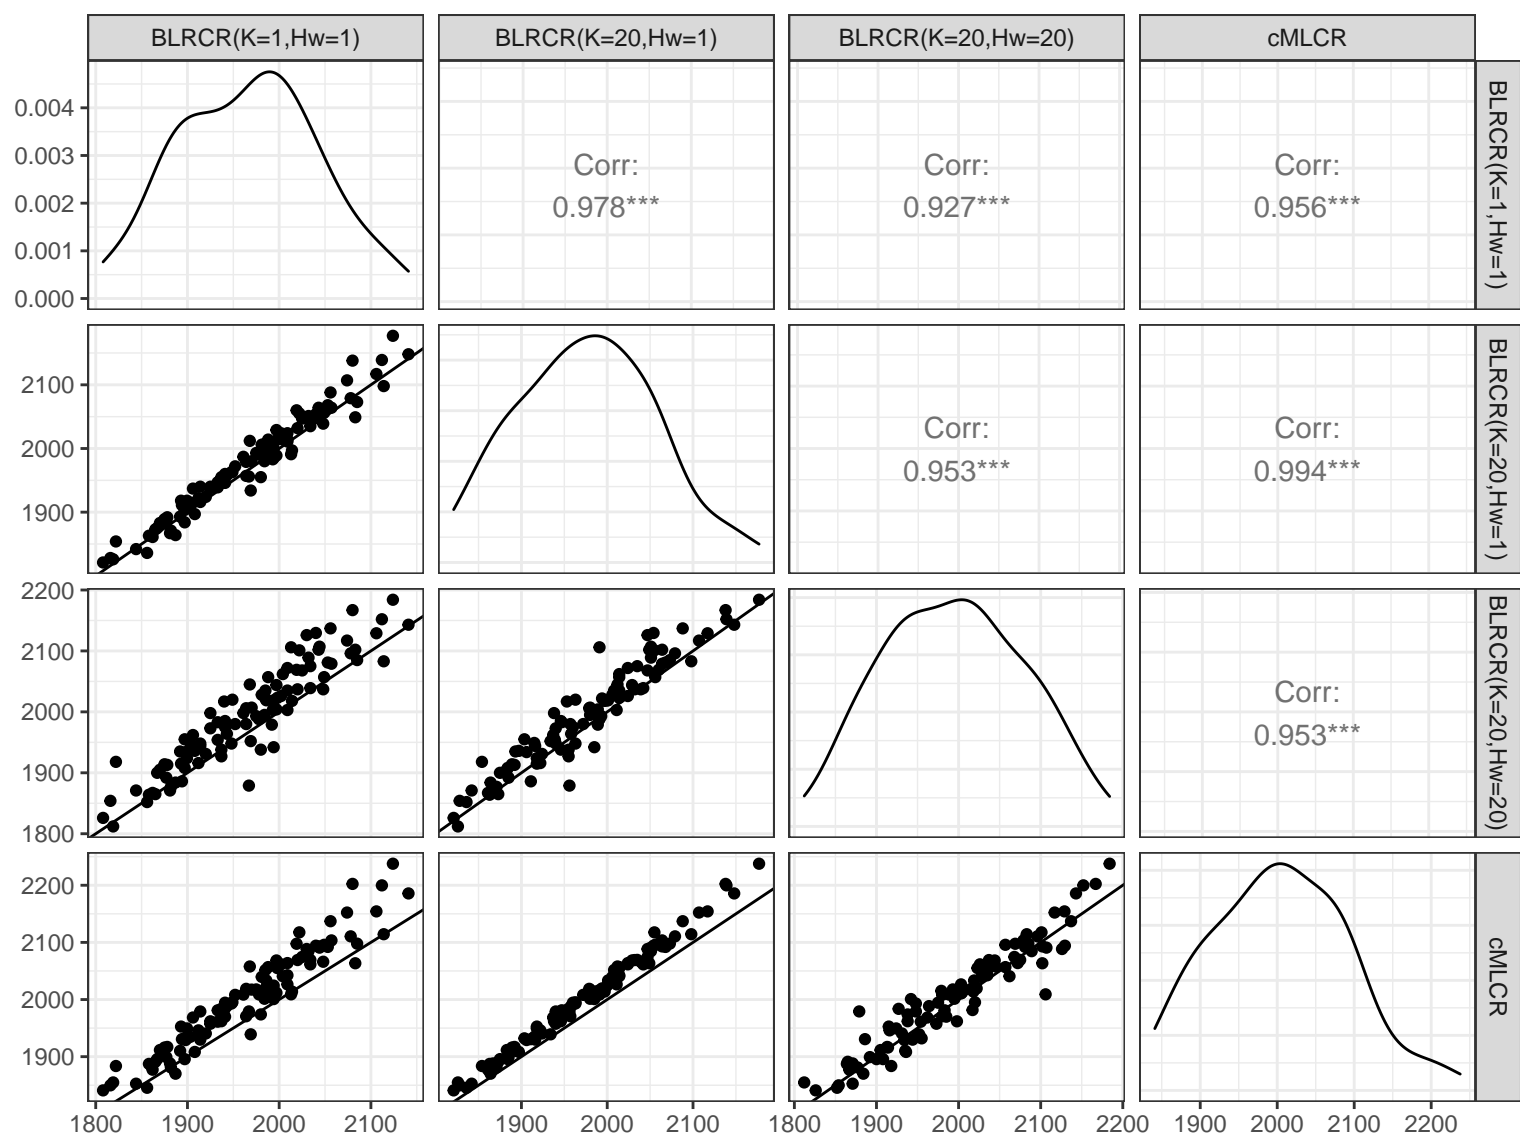 BLRCR(K=1,Hw=1)
BLRCR(K=20,Hw=1)
BLRCR(K=20,Hw=20)
cMLCR
0.004
0.003
0.002
0.001
0.000
Corr:
0.978***
Corr:
0.927***
Corr:
0.956***
BLRCR(K=1,Hw=1)
2100
2000
1900
Corr:
0.953***
Corr:
0.994***
BLRCR(K=20,Hw=1)
2200
2100
2000
1900
1800
Corr:
0.953***
BLRCR(K=20,Hw=20)
2200
2100
2000
1900
cMLCR
1800 1900 2000 2100
1900 2000 2100
1800 1900 2000 2100 2200
1900 2000 2100 2200